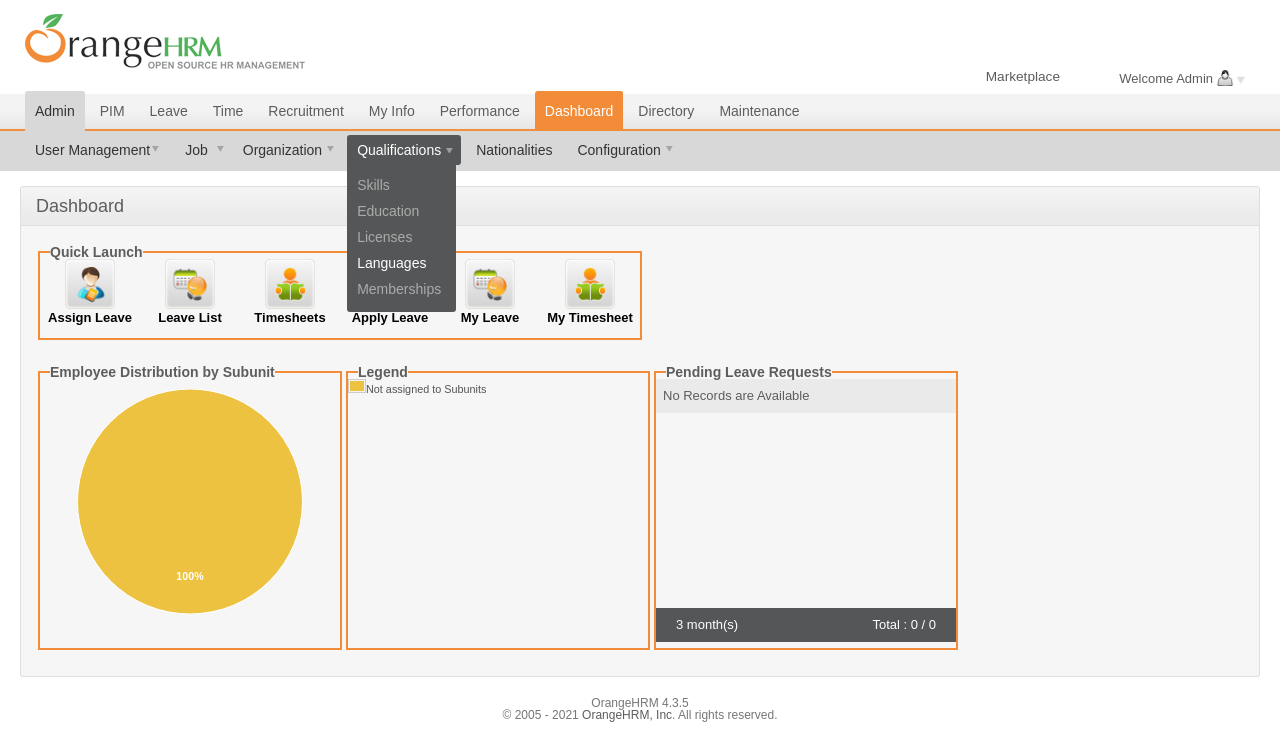 OrangeHRM
OPEN SOURCE HR MANAGEMENT
Marketplace
Welcome Admin
Admin PIM Leave Time Recruitment My Info Performance Dashboard Directory Maintenance
User Management Job Organization Qualifications Nationalities Configuration
Skills
Education
Licenses
Languages
Memberships
Dashboard
Quick Launch
Assign Leave Leave List Timesheets Apply Leave My Leave My Timesheet
Employee Distribution by Subunit
100%
Legend
Not assigned to Subunits
Pending Leave Requests
No Records are Available
3 month(s) Total : 0 / 0
OrangeHRM 4.3.5
© 2005 - 2021 OrangeHRM, Inc. All rights reserved.